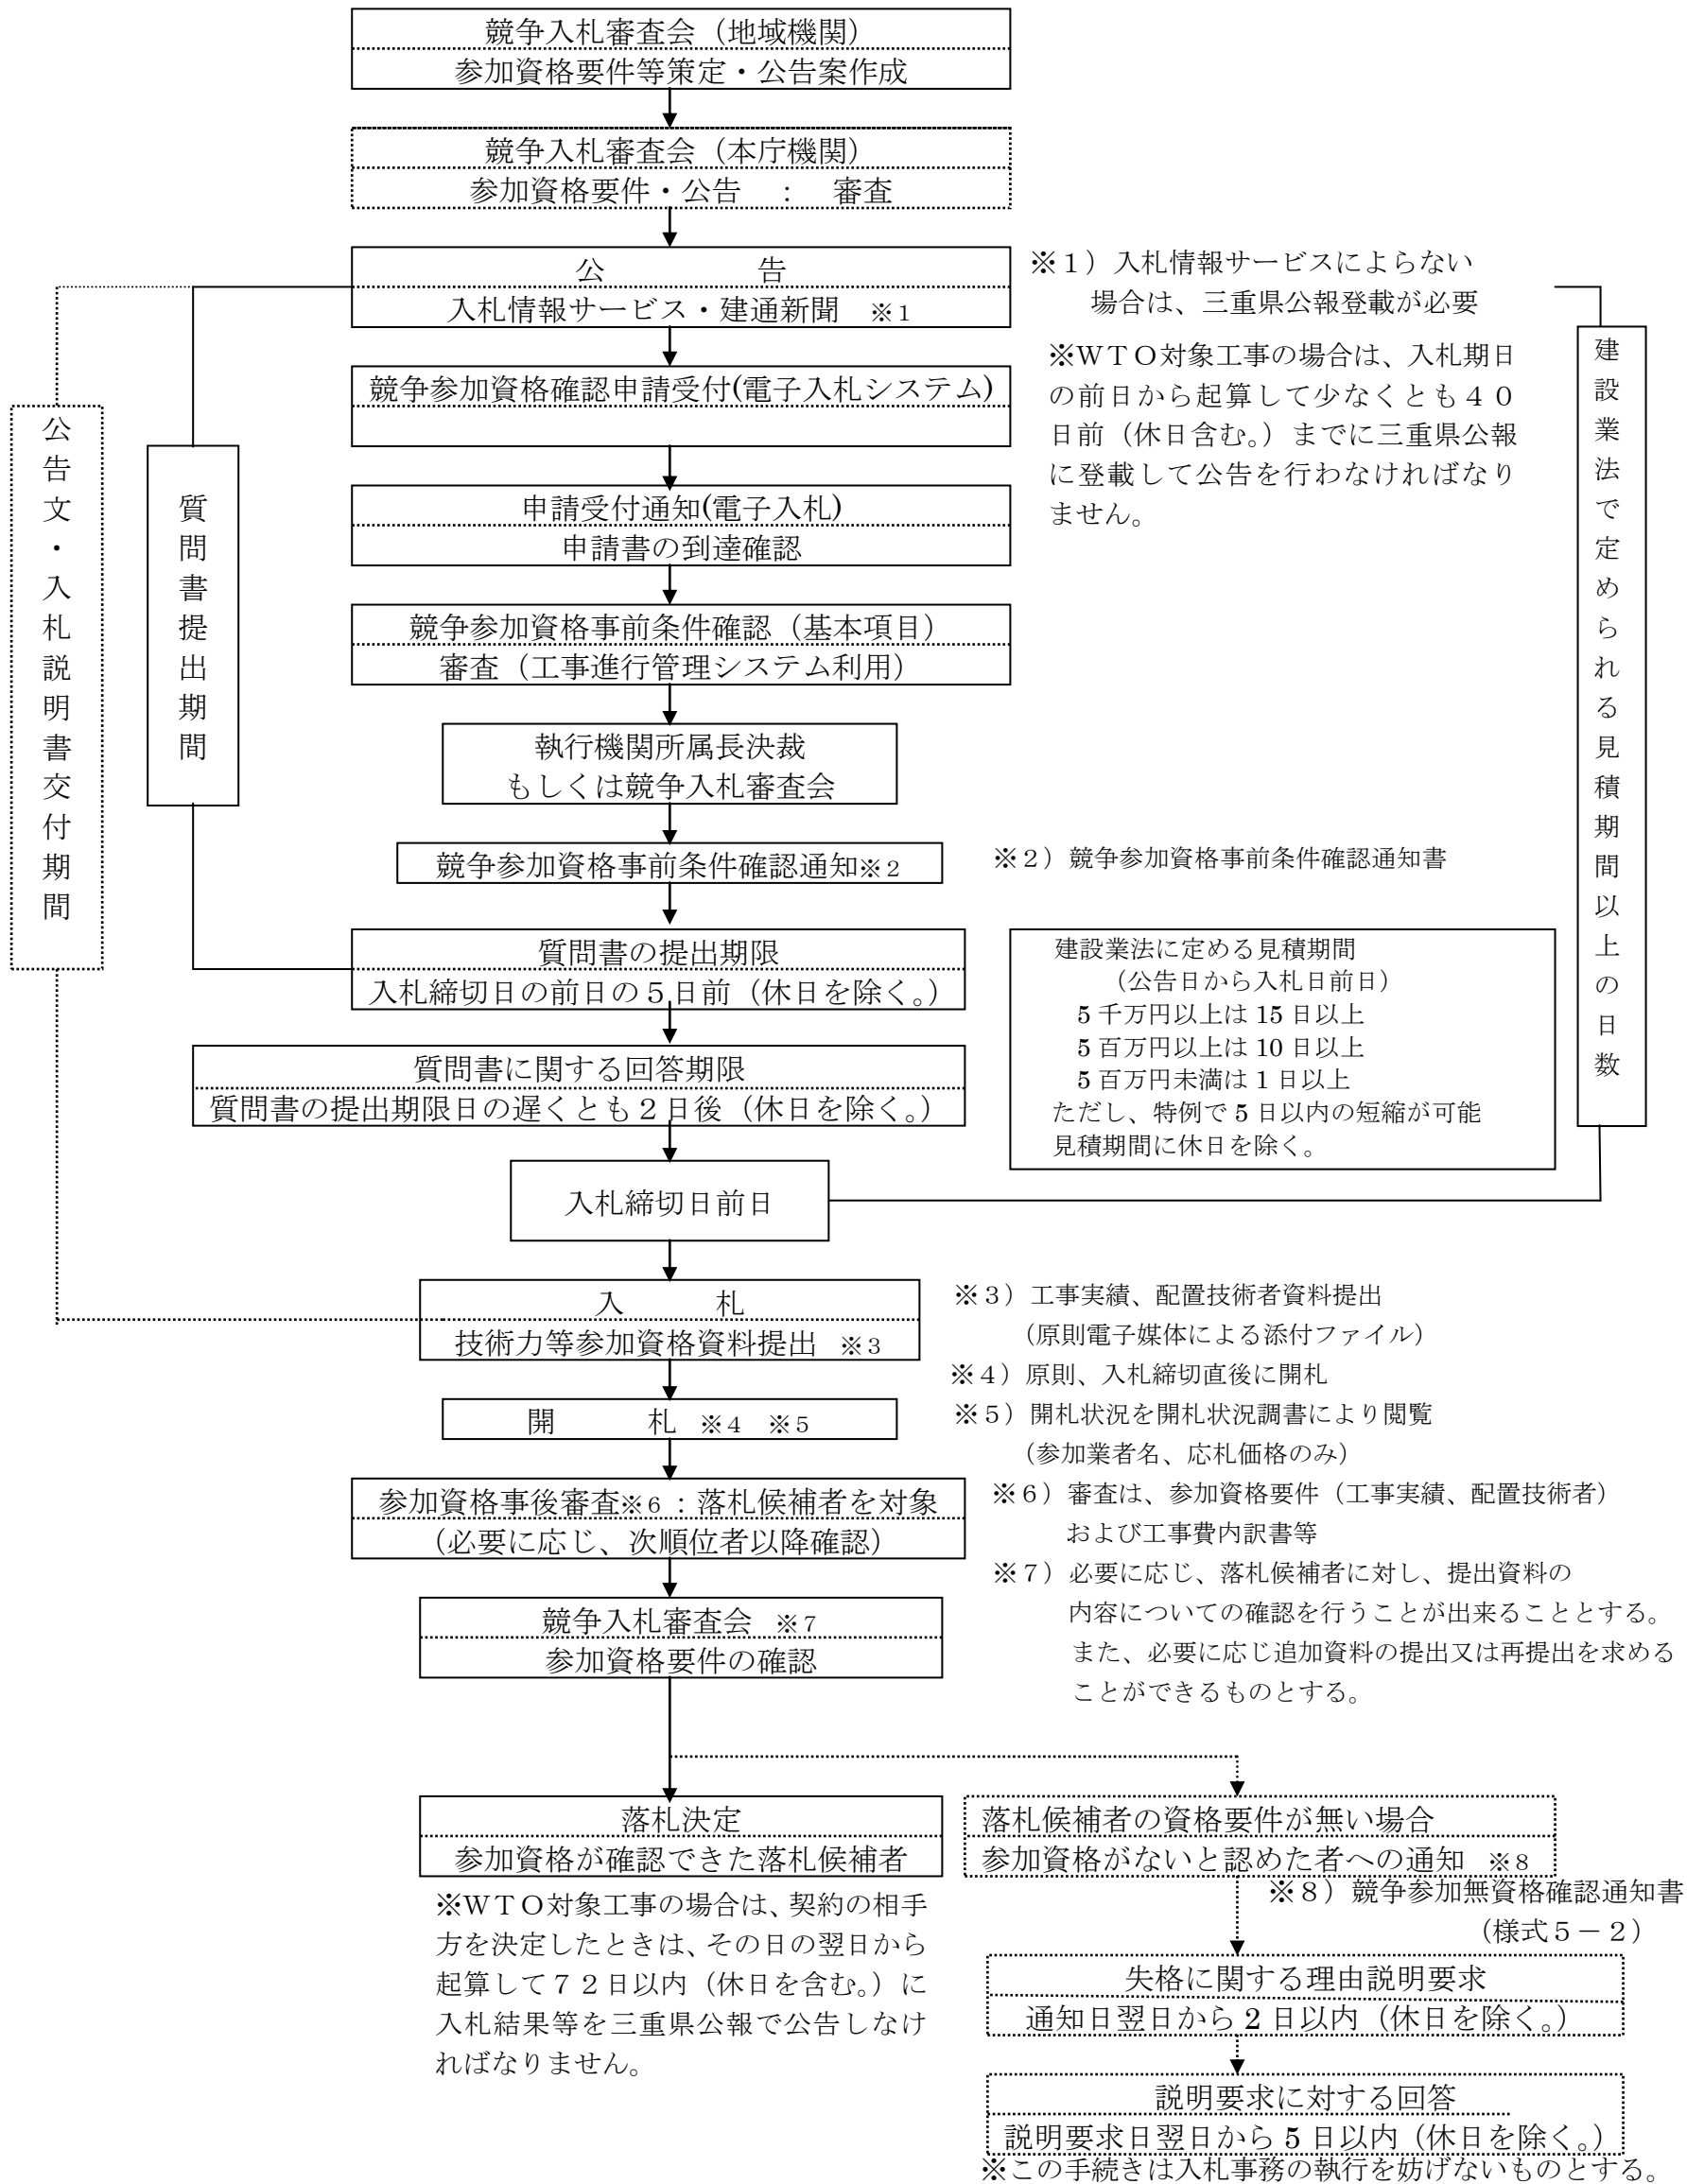 競争入札審査会（地域機関）
参加資格要件等策定・公告案作成
競争入札審査会（本庁機関）
参加資格要件・公告　：　審査
公　　　　　告
入札情報サービス・建通新聞　※1
※１）入札情報サービスによらない
場合は、三重県公報登載が必要
※ＷＴＯ対象工事の場合は、入札期日
の前日から起算して少なくとも４０
日前（休日含む。）までに三重県公報
に登載して公告を行わなければなり
ません。
競争参加資格確認申請受付(電子入札システム)
申請受付通知(電子入札)
申請書の到達確認
競争参加資格事前条件確認（基本項目）
審査（工事進行管理システム利用）
執行機関所属長決裁
もしくは競争入札審査会
競争参加資格事前条件確認通知※2
※２）競争参加資格事前条件確認通知書
公告文・入札説明書交付期間
質問書提出期間
建設業法で定められる見積期間以上の日数
質問書の提出期限
入札締切日の前日の５日前（休日を除く。）
建設業法に定める見積期間
（公告日から入札日前日）
5 千万円以上は 15 日以上
5 百万円以上は 10 日以上
5 百万円未満は 1 日以上
ただし、特例で 5 日以内の短縮が可能
見積期間に休日を除く。
質問書に関する回答期限
質問書の提出期限日の遅くとも２日後（休日を除く。）
入札締切日前日
入　　　札
技術力等参加資格資料提出　※3
※３）工事実績、配置技術者資料提出
（原則電子媒体による添付ファイル）
※４）原則、入札締切直後に開札
開　　　札　※4　※5
※５）開札状況を開札状況調書により閲覧
（参加業者名、応札価格のみ）
参加資格事後審査※6：落札候補者を対象
（必要に応じ、次順位者以降確認）
※６）審査は、参加資格要件（工事実績、配置技術者）
および工事費内訳書等
※７）必要に応じ、落札候補者に対し、提出資料の
内容についての確認を行うことが出来ることとする。
また、必要に応じ追加資料の提出又は再提出を求める
ことができるものとする。
競争入札審査会　※7
参加資格要件の確認
落札決定
参加資格が確認できた落札候補者
※ＷＴＯ対象工事の場合は、契約の相手
方を決定したときは、その日の翌日から
起算して７２日以内（休日を含む。）に
入札結果等を三重県公報で公告しなけ
ればなりません。
落札候補者の資格要件が無い場合
参加資格がないと認めた者への通知　※8
※８）競争参加無資格確認通知書
（様式５－２）
失格に関する理由説明要求
通知日翌日から 2 日以内（休日を除く。）
説明要求に対する回答
説明要求日翌日から 5 日以内（休日を除く。）
※この手続きは入札事務の執行を妨げないものとする。